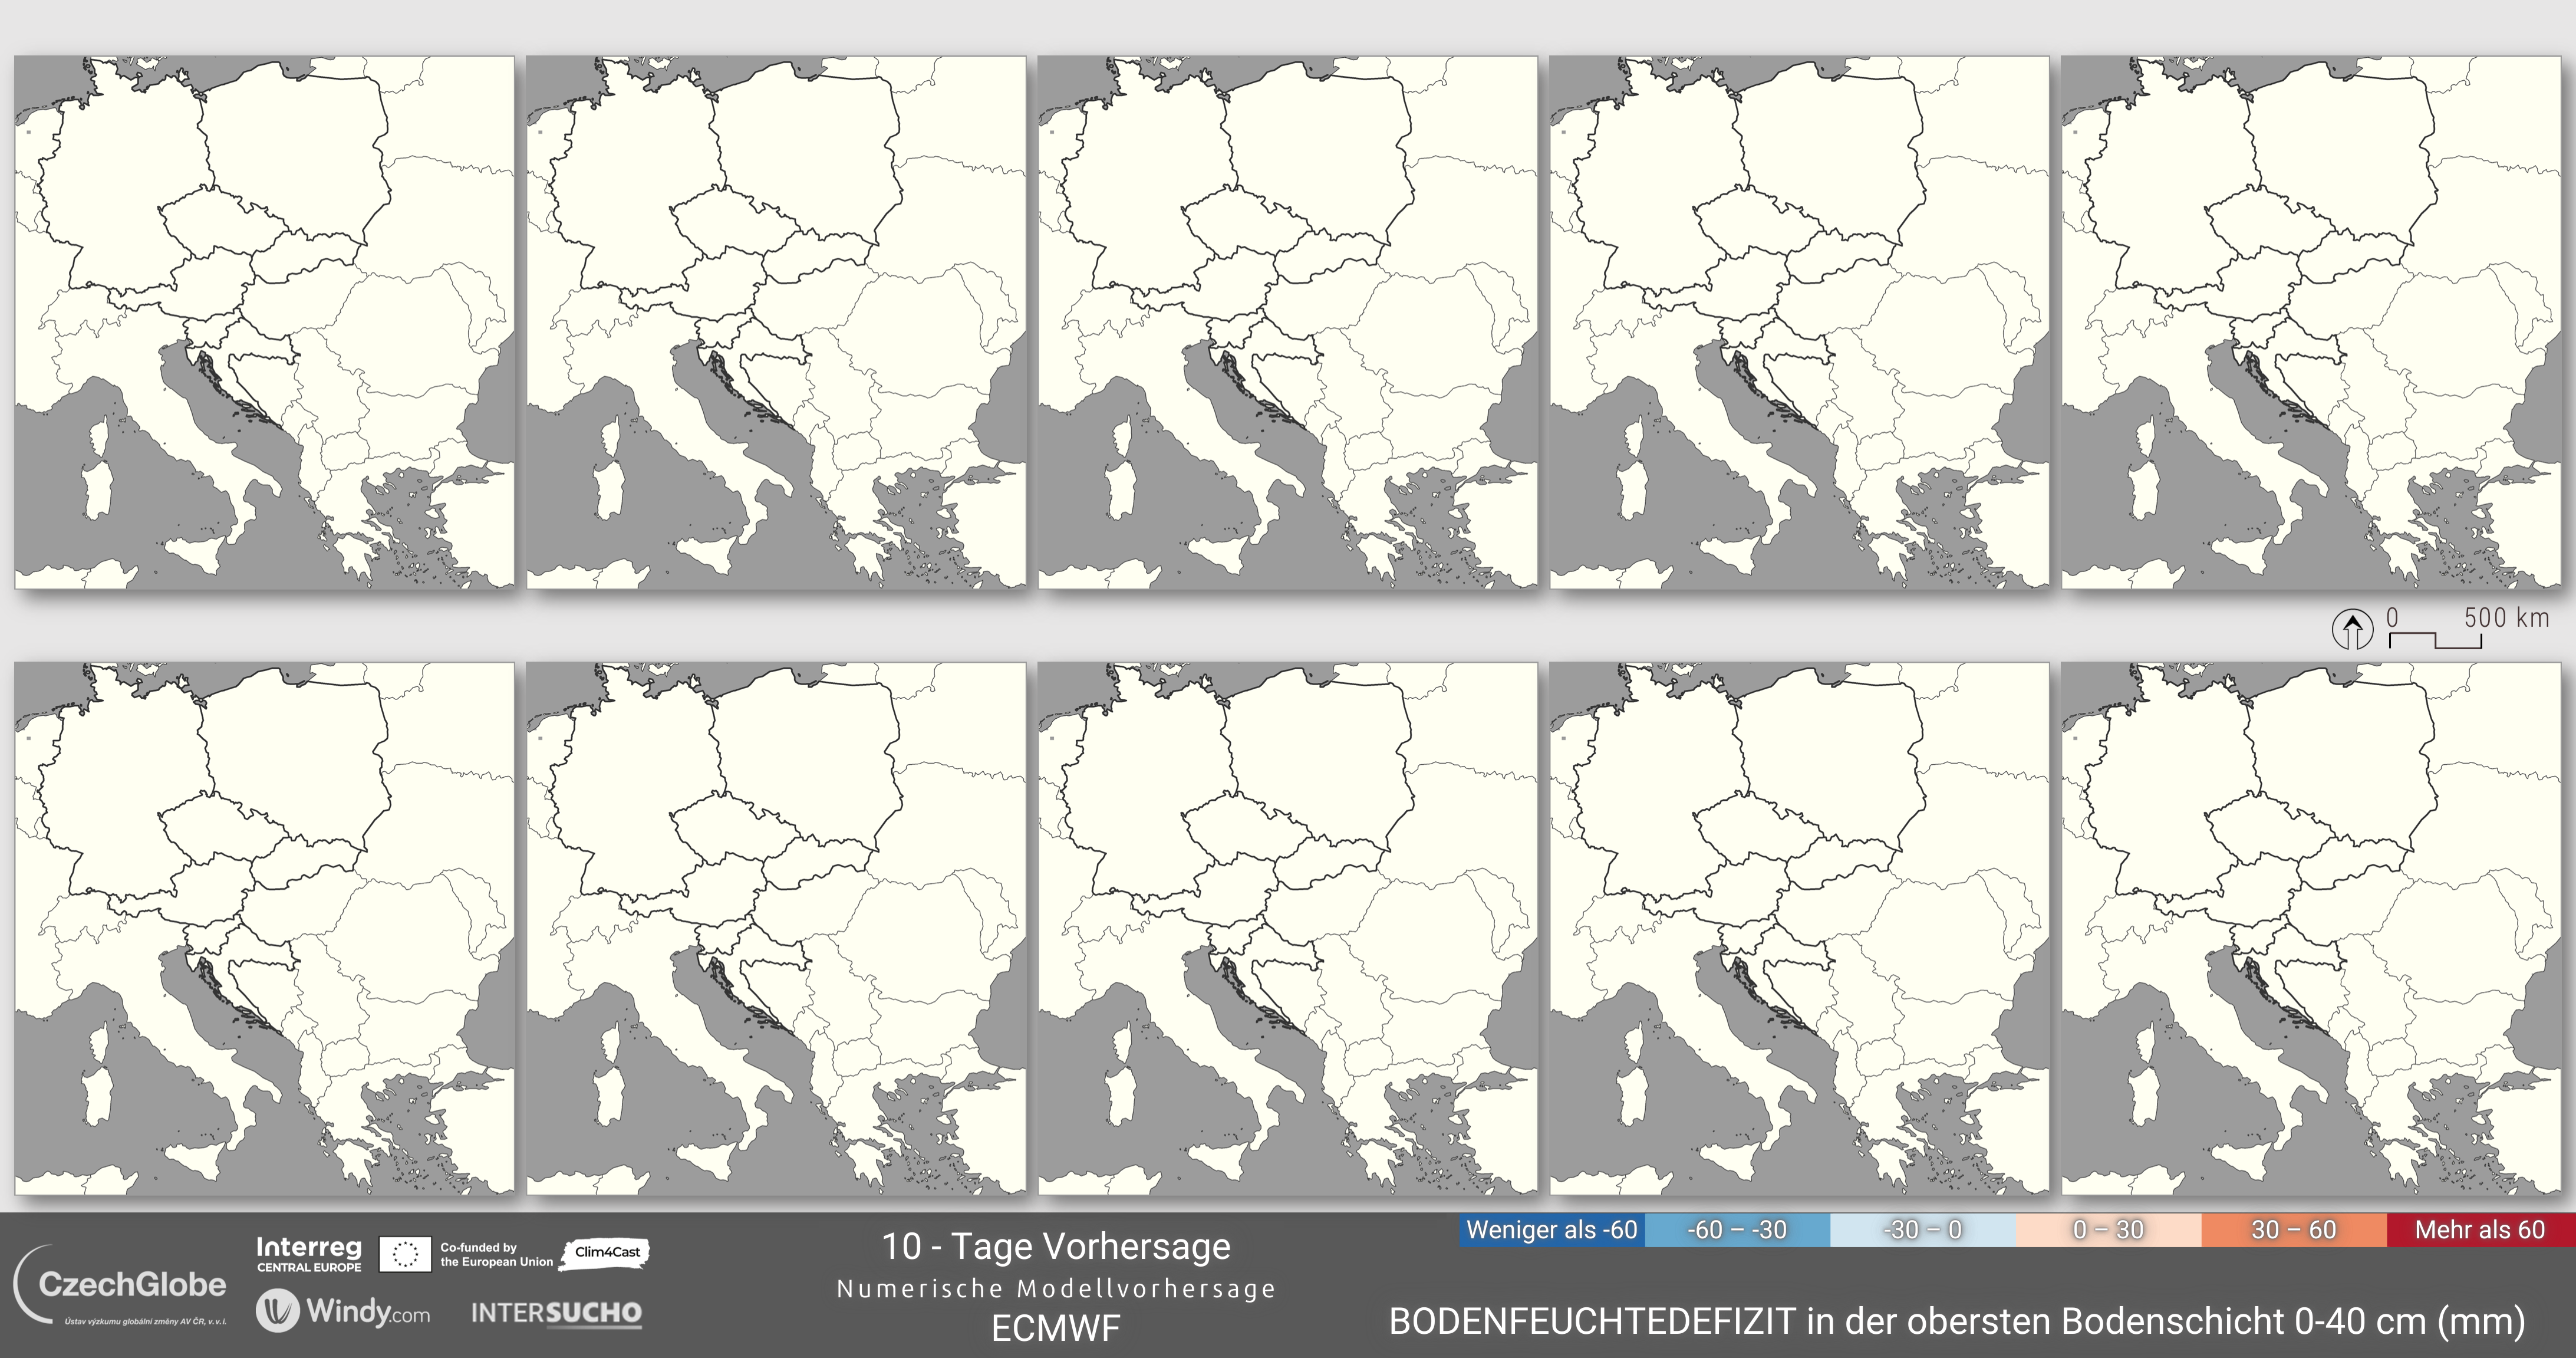 0 500 km
Weniger als -60 -60 – -30 -30 – 0 0 – 30 30 – 60 Mehr als 60
Interreg
CENTRAL EUROPE
Co-funded by
the European Union
Clim4Cast
CzechGlobe
Ústav výzkumu globální změny AV ČR, v. v. i.
Windy.com
INTERSUCHO
10 - Tage Vorhersage
Numerische Modellvorhersage
ECMWF
BODENFEUCHTEDEFIZIT in der obersten Bodenschicht 0-40 cm (mm)